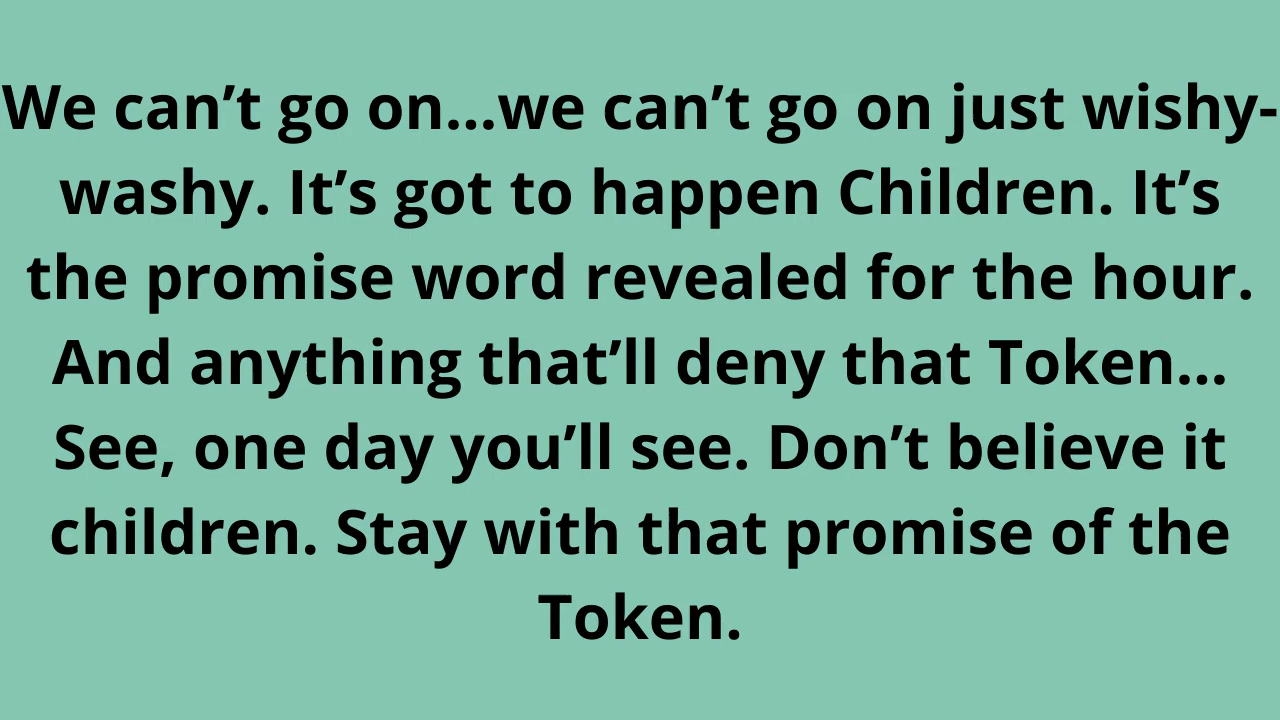 We can’t go on...we can’t go on just wishy-
washy. It’s got to happen Children. It’s
the promise word revealed for the hour.
And anything that’ll deny that Token...
See, one day you’ll see. Don’t believe it
children. Stay with that promise of the
Token.